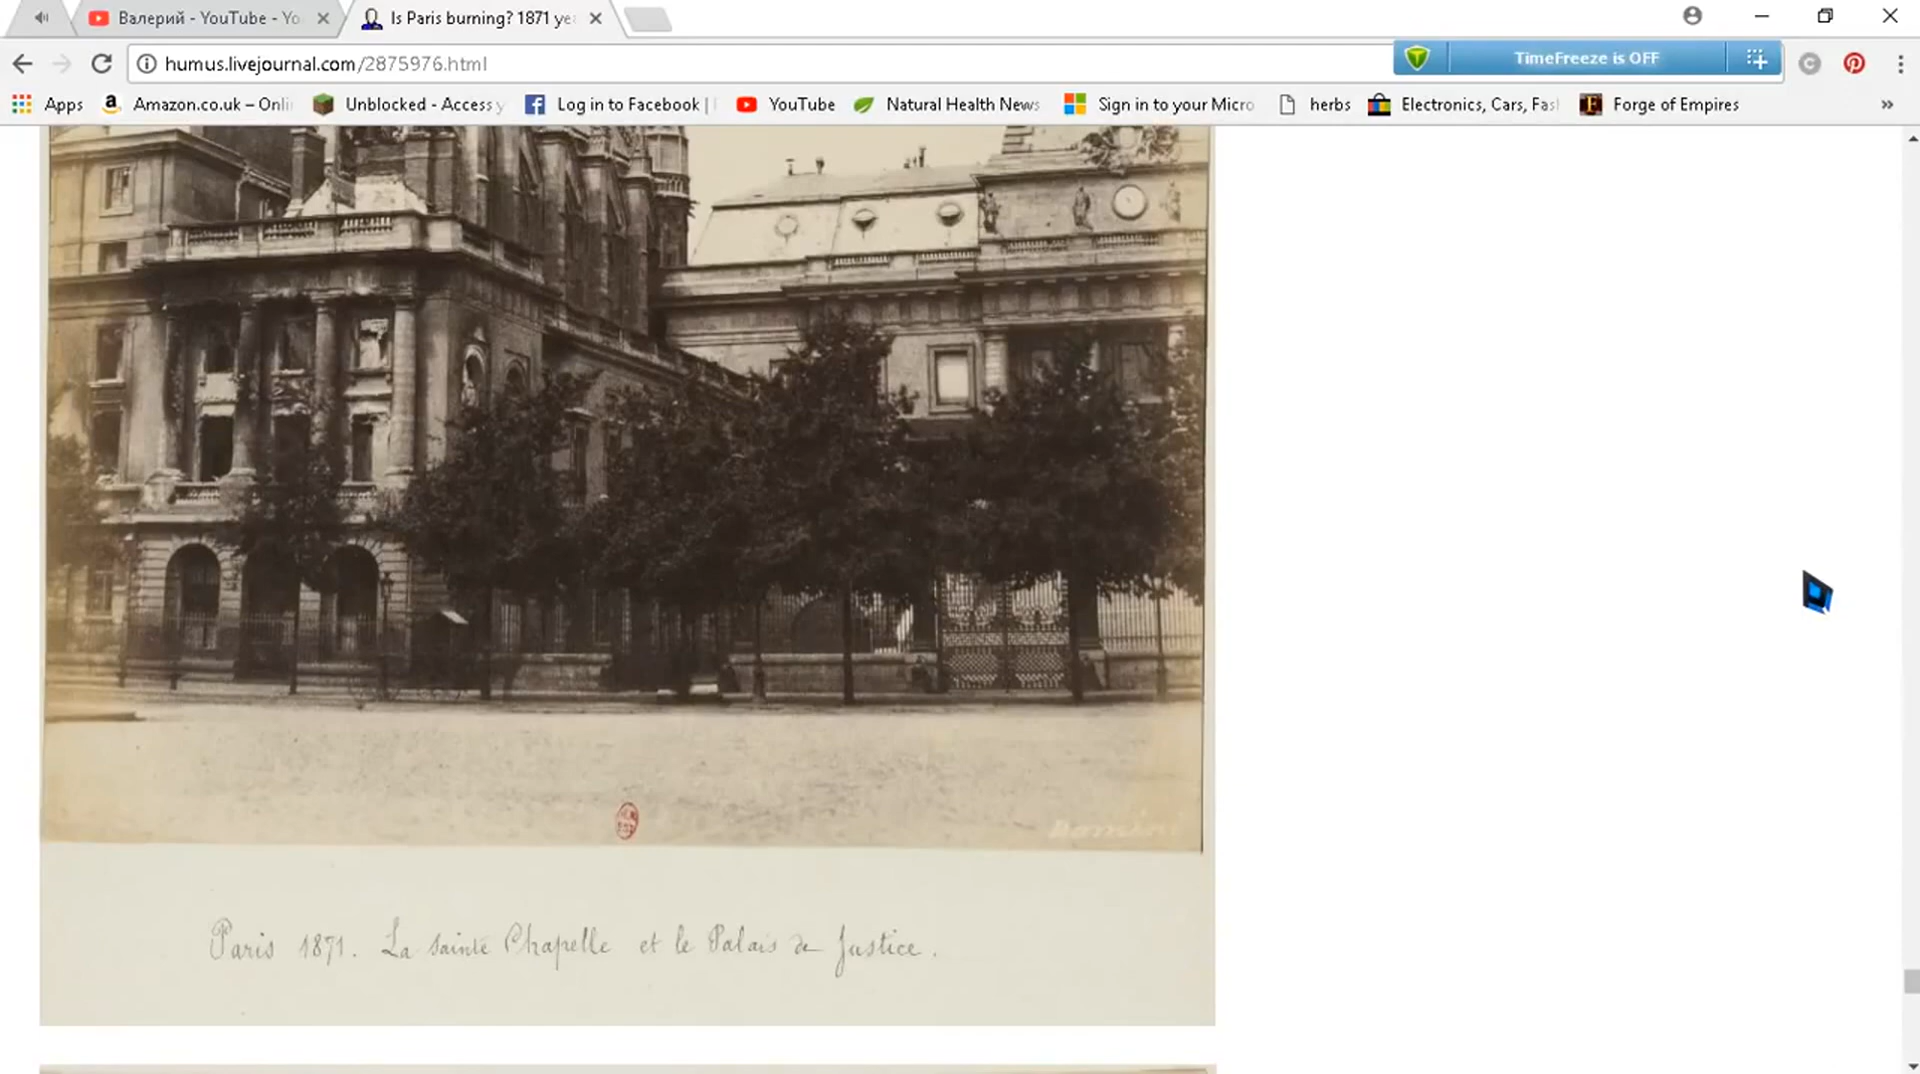 Валерий - YouTube - Yo
Is Paris burning? 1871 yea
humus.livejournal.com/2875976.html
TimeFreeze is OFF
Apps
Amazon.co.uk – Onli
Unblocked - Access y
Log in to Facebook |
YouTube
Natural Health News
Sign in to your Micro
herbs
Electronics, Cars, Fas
Forge of Empires
»
Domini
Paris 1871. La sainte Chapelle et le Palais de Justice.